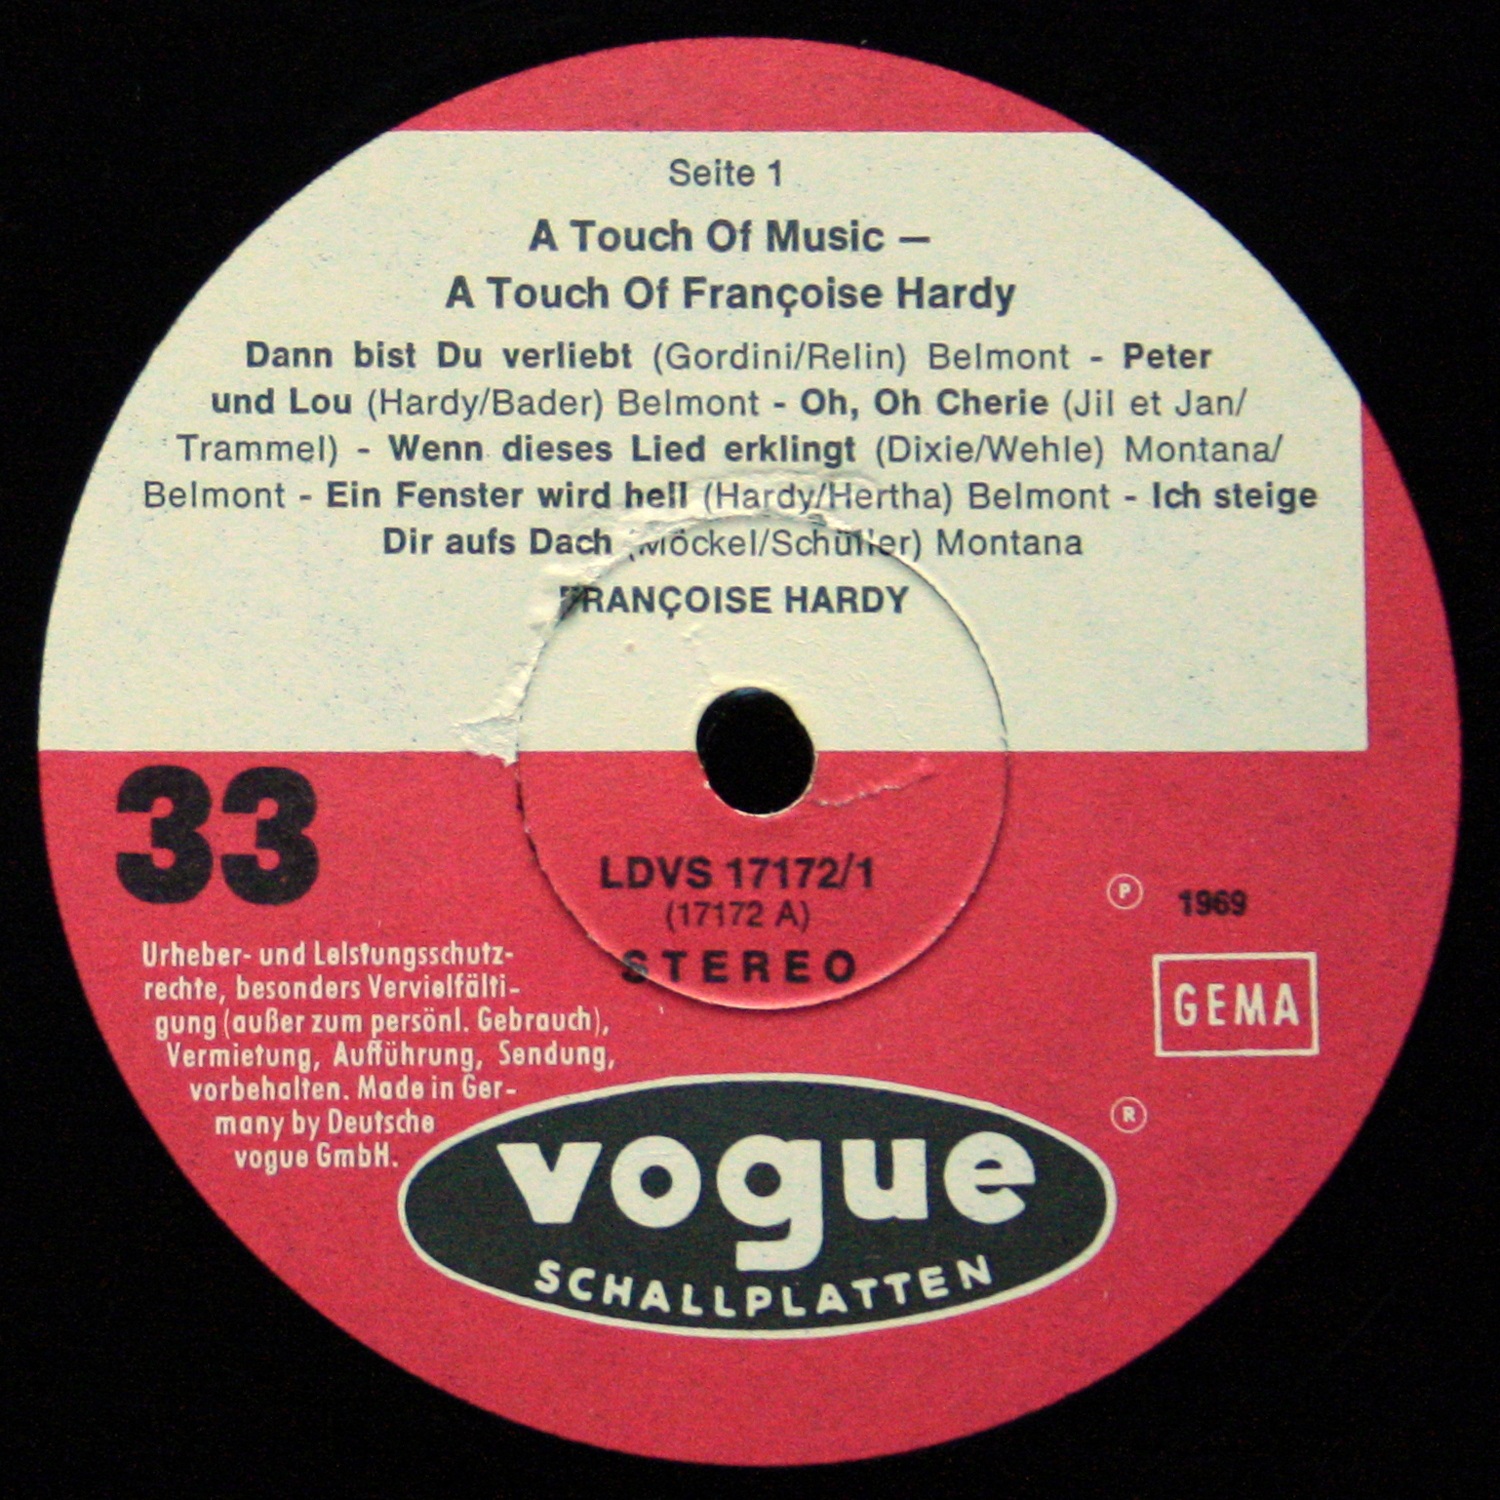 Seite 1
A Touch Of Music –
A Touch Of Françoise Hardy
Dann bist Du verliebt (Gordini/Relin) Belmont - Peter
und Lou (Hardy/Bader) Belmont - Oh, Oh Cherie (Jil et Jan/
Trammel) - Wenn dieses Lied erklingt (Dixie/Wehle) Montana/
Belmont - Ein Fenster wird hell (Hardy/Hertha) Belmont - Ich steige
Dir aufs Dach (Möckel/Schüller) Montana
FRANÇOISE HARDY
33
LDVS 17172/1
(17172 A)
STEREO
Ⓟ 1969
GEMA
Urheber- und Leistungsschutz-
rechte, besonders Vervielfälti-
gung (außer zum persönl. Gebrauch),
Vermietung, Aufführung, Sendung,
vorbehalten. Made in Ger-
many by Deutsche
vogue GmbH.
®
vogue
SCHALLPLATTEN